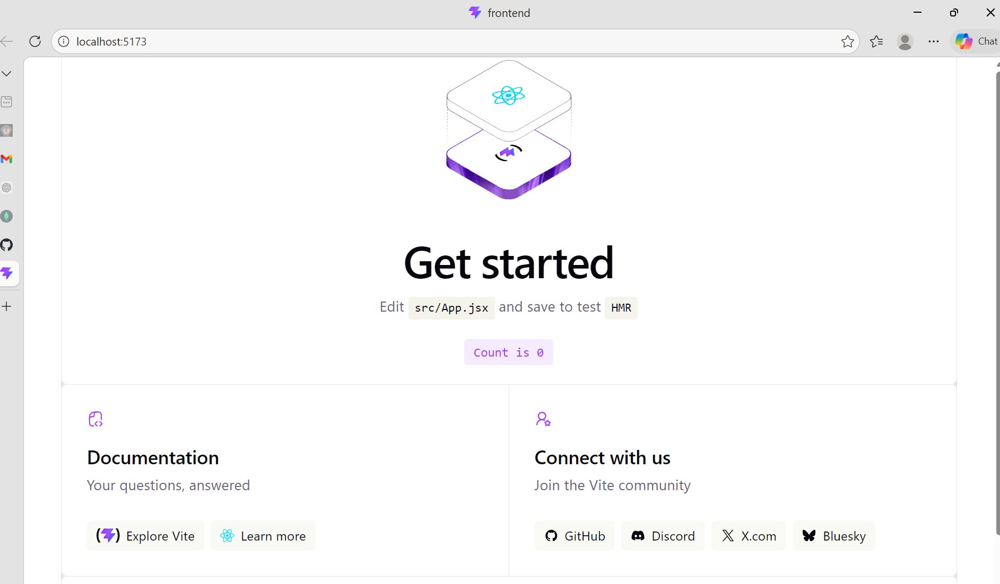 frontend
localhost:5173
Chat
Get started
Edit src/App.jsx and save to test HMR
Count is 0
Documentation
Your questions, answered
Explore Vite
Learn more
Connect with us
Join the Vite community
GitHub
Discord
X.com
Bluesky